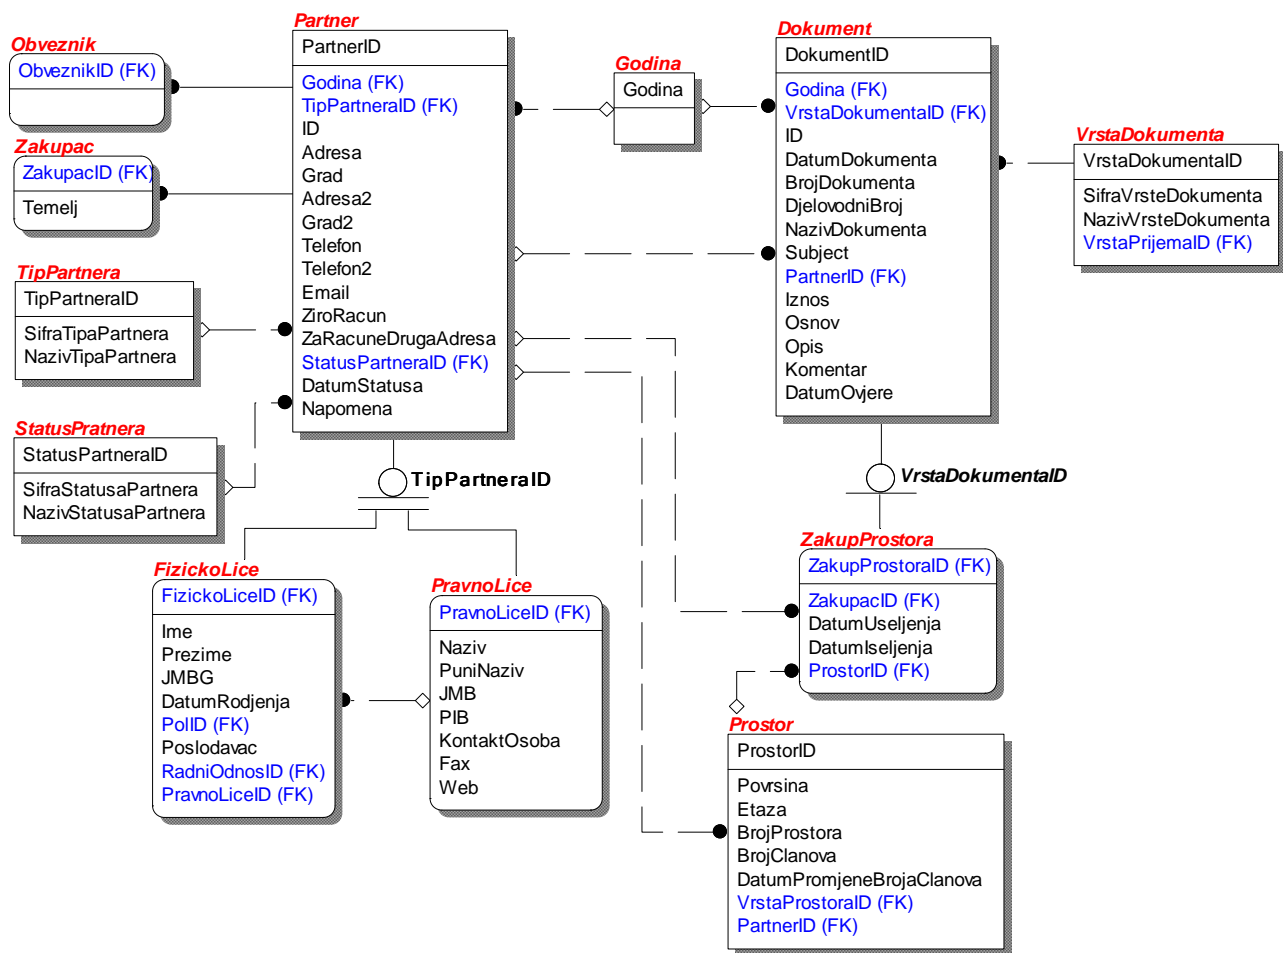 Obveznik
ObveznikID (FK)
Zakupac
ZakupacID (FK)
Temelj
TipPartnera
TipPartneraID
SifraTipaPartnera
NazivTipaPartnera
StatusPratnera
StatusPartneraID
SifraStatusaPartnera
NazivStatusaPartnera
Partner
PartnerID
Godina (FK)
TipPartneraID (FK)
ID
Adresa
Grad
Adresa2
Grad2
Telefon
Telefon2
Email
ZiroRacun
ZaRacuneDrugaAdresa
StatusPartneraID (FK)
DatumStatusa
Napomena
Godina
Godina
Dokument
DokumentID
Godina (FK)
VrstaDokumentaID (FK)
ID
DatumDokumenta
BrojDokumenta
DjelovodniBroj
NazivDokumenta
Subject
PartnerID (FK)
Iznos
Osnov
Opis
Komentar
DatumOvjere
VrstaDokumenta
VrstaDokumentaID
SifraVrsteDokumenta
NazivVrsteDokumenta
VrstaPrijemaID (FK)
TipPartneraID
VrstaDokumentaID
FizickoLice
FizickoLiceID (FK)
Ime
Prezime
JMBG
DatumRodjenja
PolID (FK)
Poslodavac
RadniOdnosID (FK)
PravnoLiceID (FK)
PravnoLice
PravnoLiceID (FK)
Naziv
PuniNaziv
JMB
PIB
KontaktOsoba
Fax
Web
ZakupProstora
ZakupProstoraID (FK)
ZakupacID (FK)
DatumUseljenja
DatumIseljenja
ProstorID (FK)
Prostor
ProstorID
Povrsina
Etaza
BrojProstora
BrojClanova
DatumPromjeneBrojaClanova
VrstaProstoraID (FK)
PartnerID (FK)